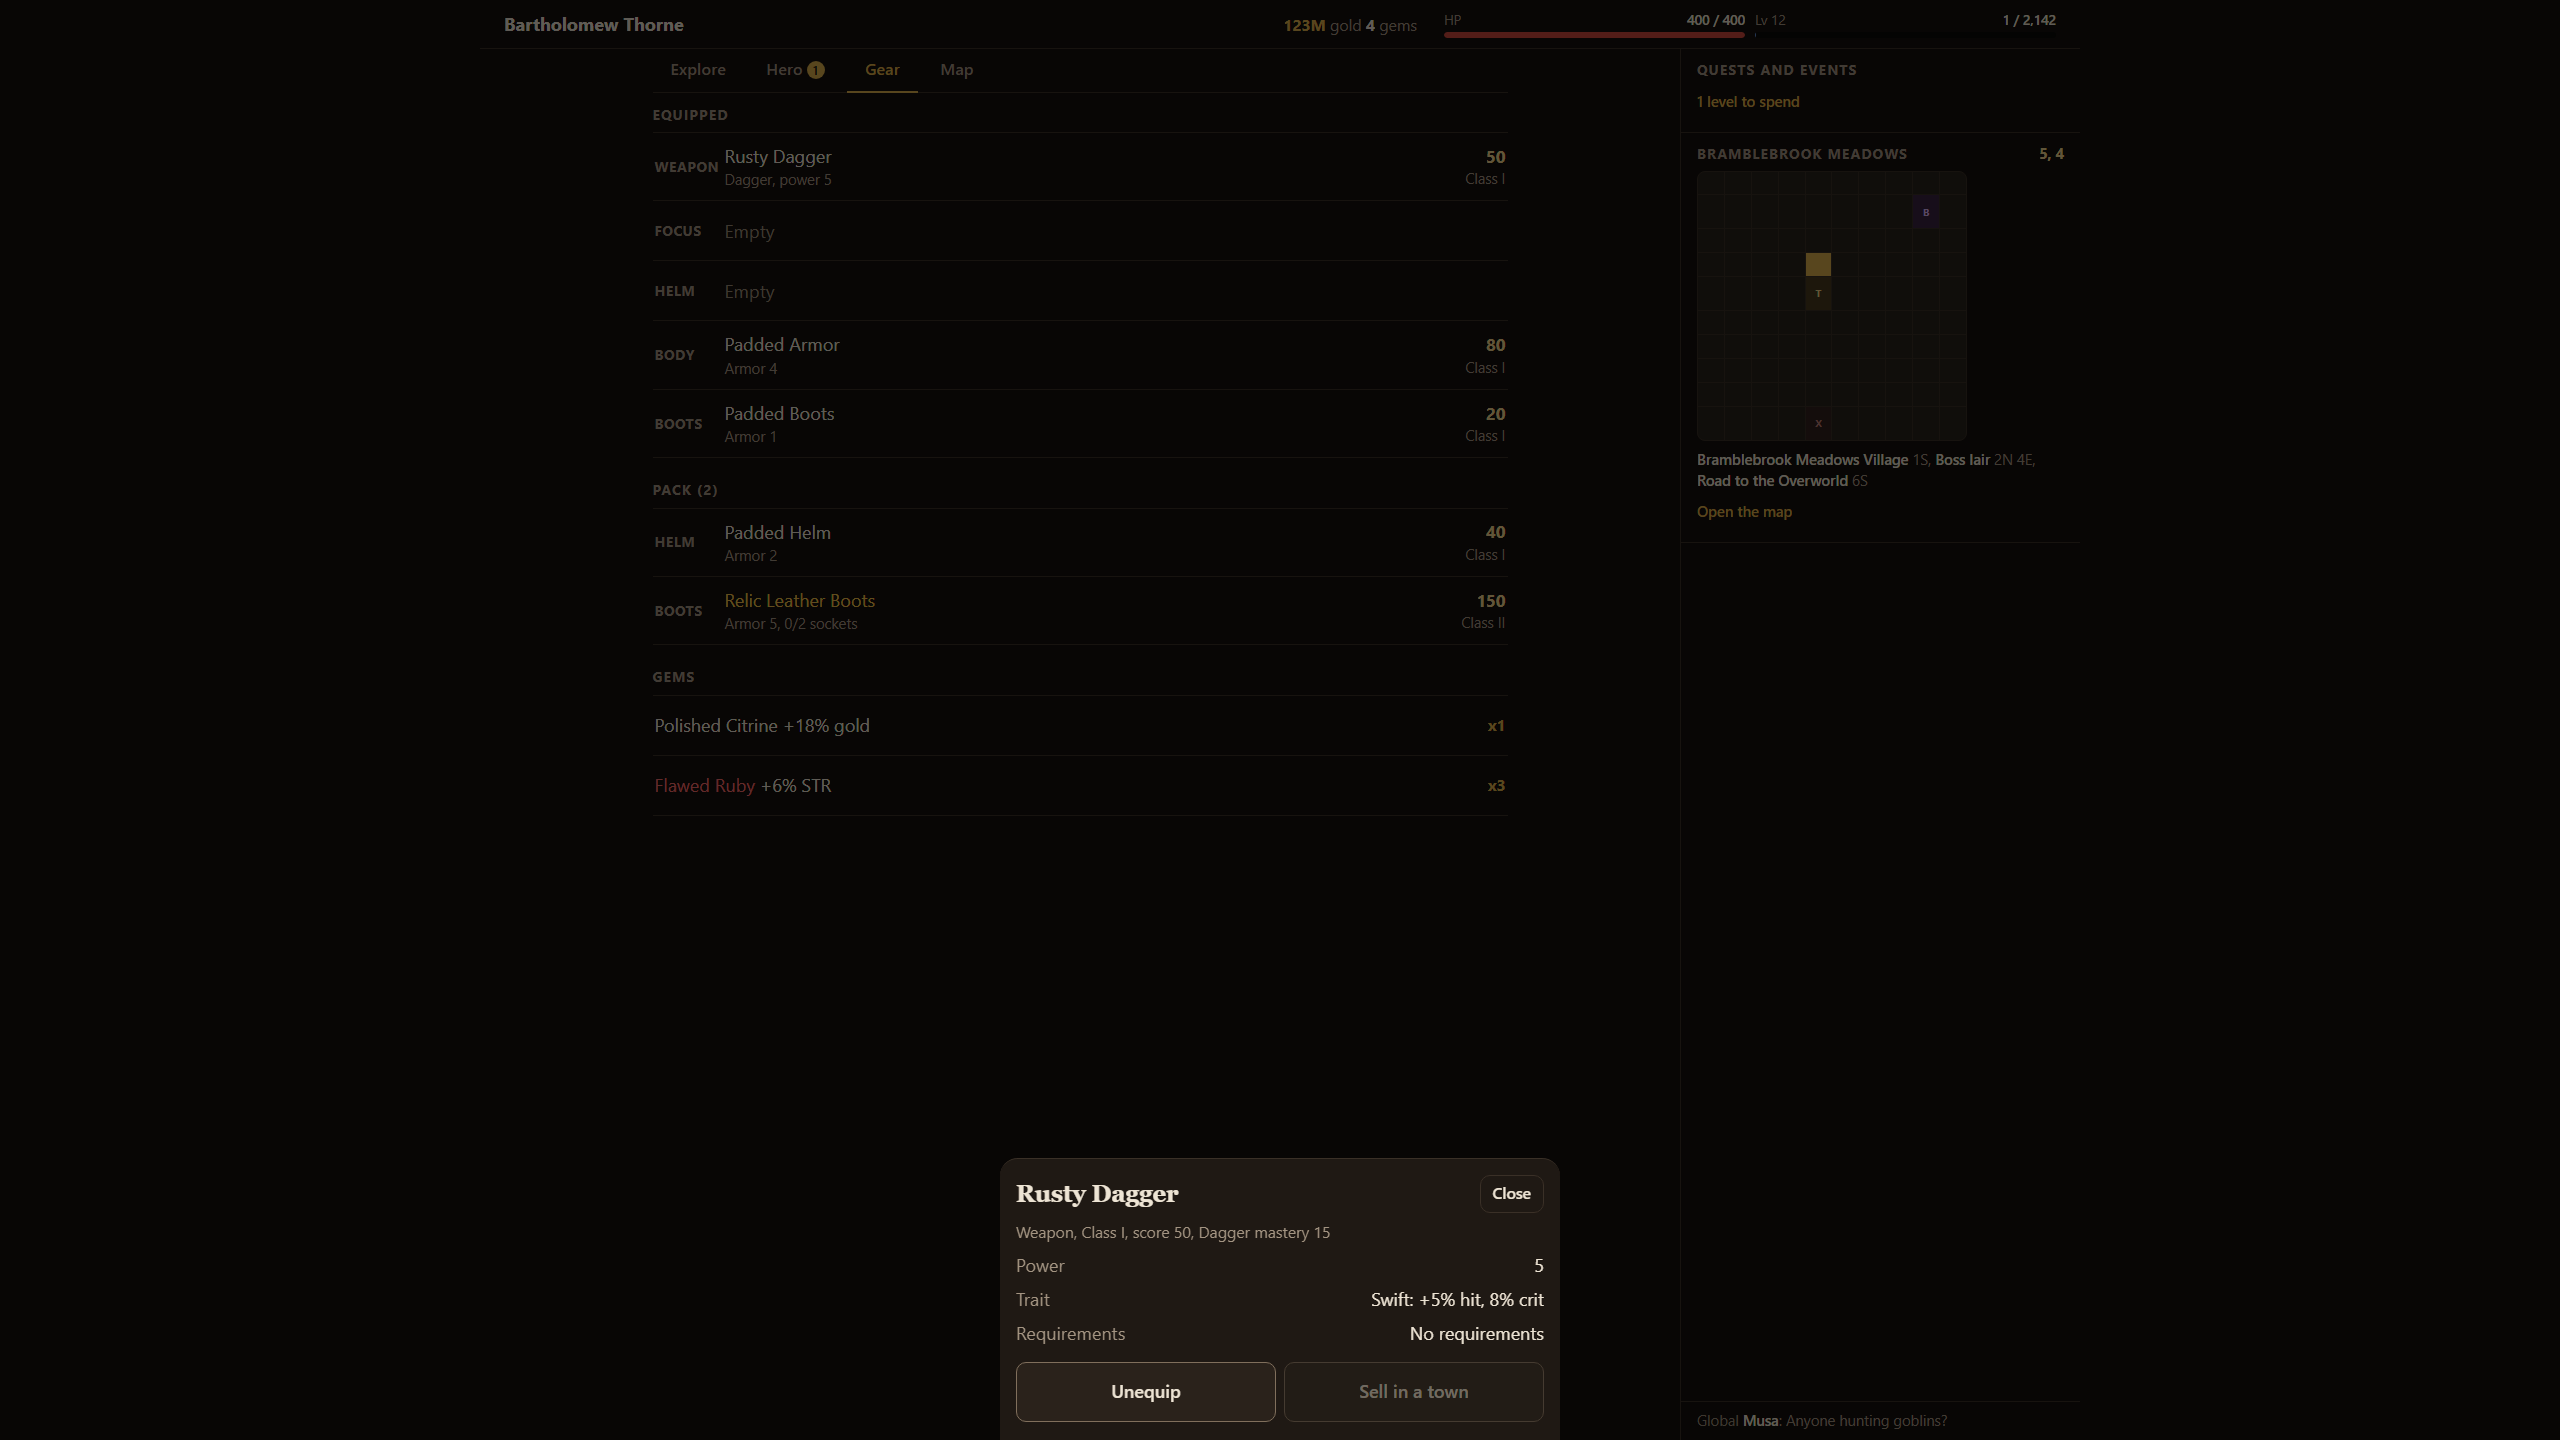 Bartholomew Thorne
123M gold 4 gems
HP 400 / 400
Lv 12 1 / 2,142
Explore Hero 1 Gear Map
EQUIPPED
WEAPON Rusty Dagger 50
Dagger, power 5 Class I
FOCUS Empty
HELM Empty
BODY Padded Armor 80
Armor 4 Class I
BOOTS Padded Boots 20
Armor 1 Class I
PACK (2)
HELM Padded Helm 40
Armor 2 Class I
BOOTS Relic Leather Boots 150
Armor 5, 0/2 sockets Class II
GEMS
Polished Citrine +18% gold x1
Flawed Ruby +6% STR x3
QUESTS AND EVENTS
1 level to spend
BRAMBLEBROOK MEADOWS 5, 4
B
T
X
Bramblebrook Meadows Village 1S, Boss lair 2N 4E,
Road to the Overworld 6S
Open the map
Rusty Dagger Close
Weapon, Class I, score 50, Dagger mastery 15
Power 5
Trait Swift: +5% hit, 8% crit
Requirements No requirements
Unequip Sell in a town
Global Musa: Anyone hunting goblins?